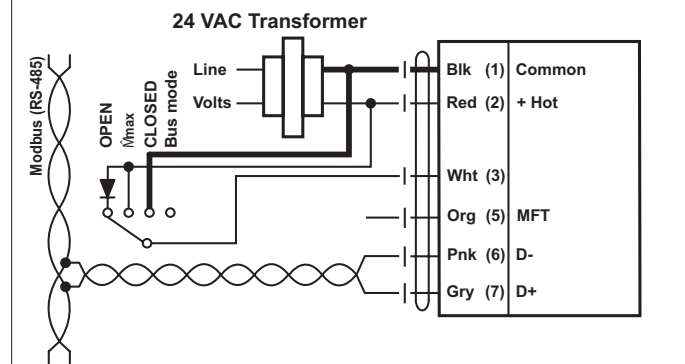 24 VAC Transformer
Modbus (RS-485)
Line
Volts
OPEN
V̇max
CLOSED
Bus mode
Blk (1) Common
Red (2) + Hot
Wht (3)
Org (5) MFT
Pnk (6) D-
Gry (7) D+